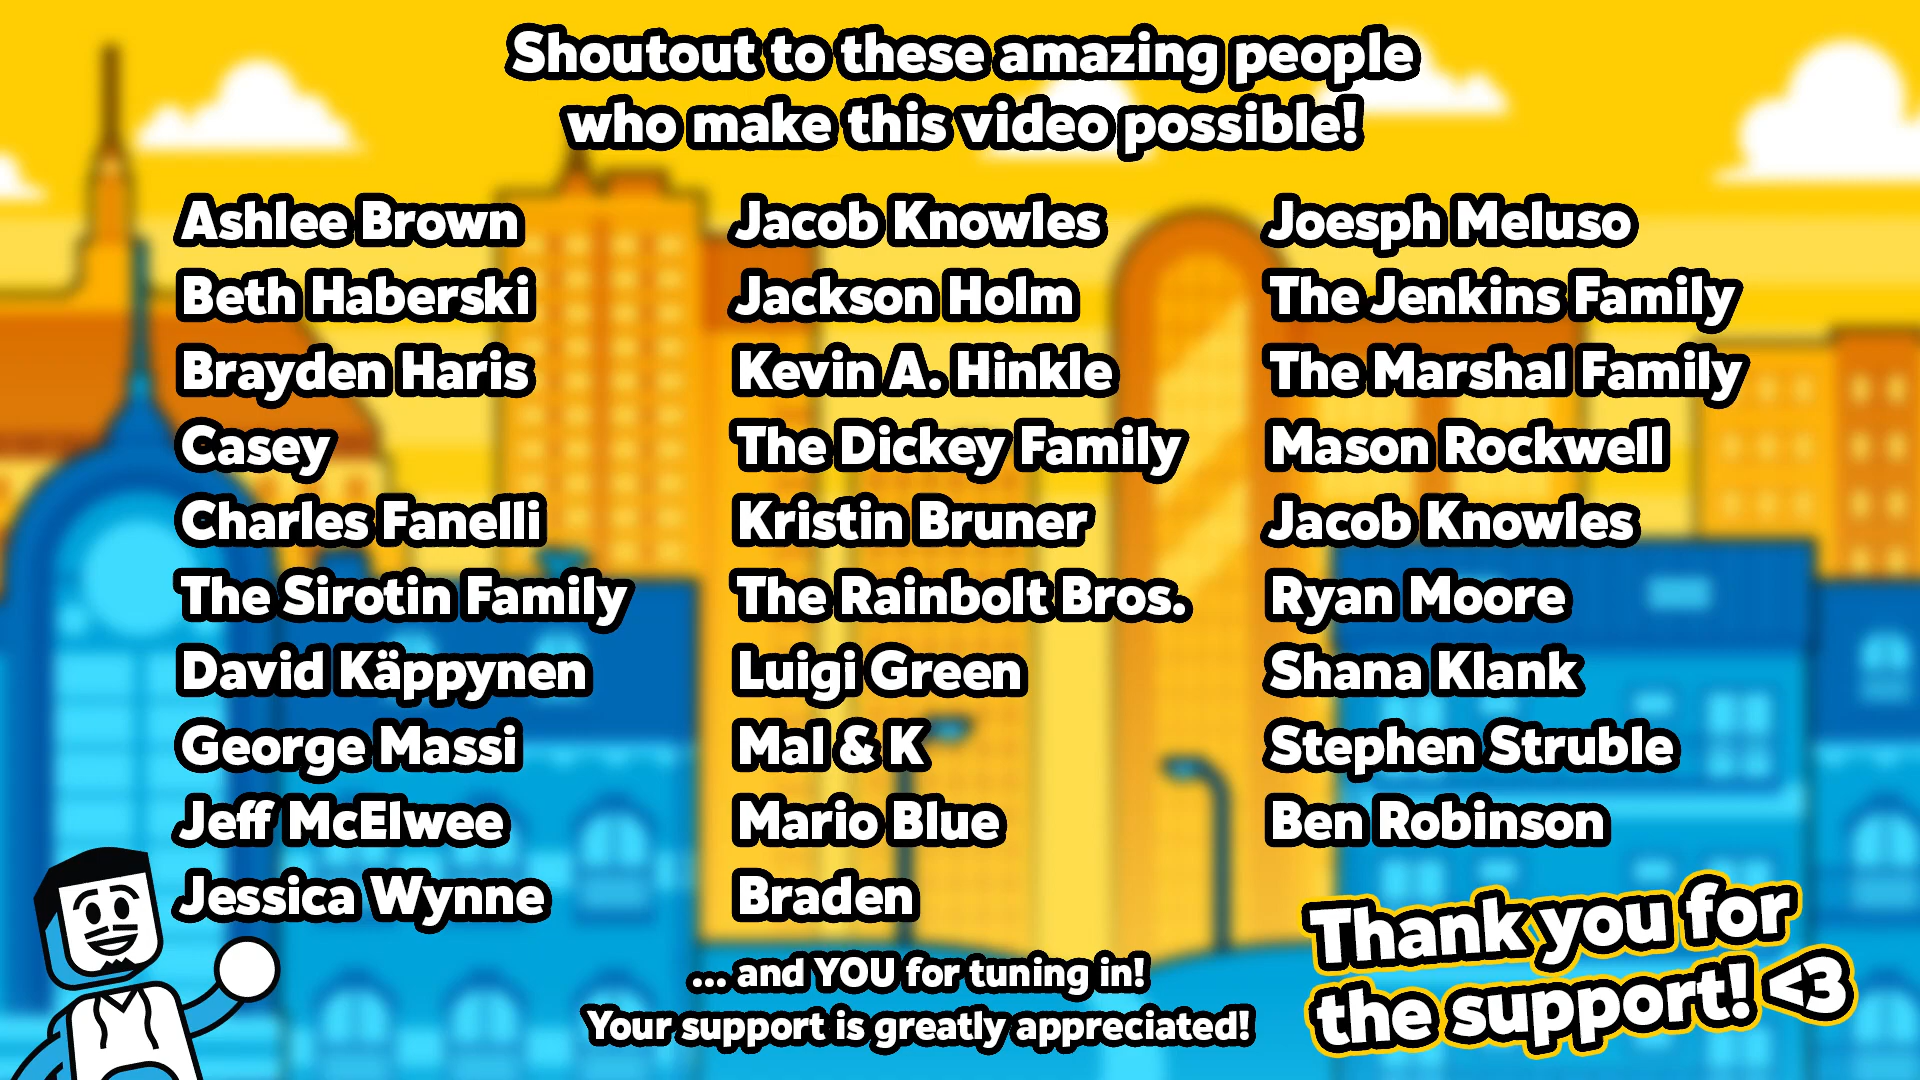 Shoutout to these amazing people
who make this video possible!
Ashlee Brown
Beth Haberski
Brayden Haris
Casey
Charles Fanelli
The Sirotin Family
David Käppynen
George Massi
Jeff McElwee
Jessica Wynne
Jacob Knowles
Jackson Holm
Kevin A. Hinkle
The Dickey Family
Kristin Bruner
The Rainbolt Bros.
Luigi Green
Mal & K
Mario Blue
Braden
Joesph Meluso
The Jenkins Family
The Marshal Family
Mason Rockwell
Jacob Knowles
Ryan Moore
Shana Klank
Stephen Struble
Ben Robinson
... and YOU for tuning in!
Your support is greatly appreciated!
Thank you for
the support! <3